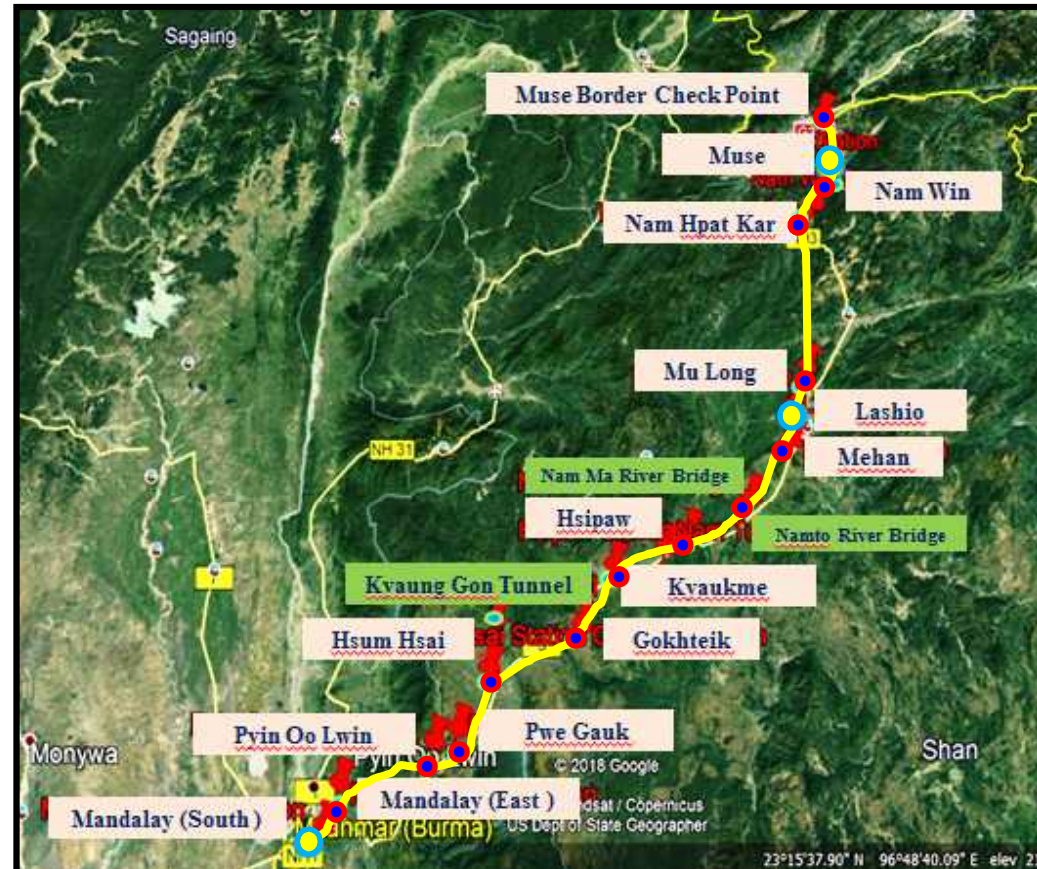 Sagaing
Muse Border Check Point
Muse
Nam Win
Nam Hpat Kar
Mu Long
Lashio
Mehan
NH 31
Nam Ma River Bridge
Hsipaw
Namto River Bridge
7
Kyaung Gon Tunnel
Kyaukme
Hsum Hsai
Gokhteik
Pyin Oo Lwin
Pwe Gauk
Monywa
Shan
© 2018 Google
Mandalay (East )
US Dept of State Geographer
Mandalay (South )
(Burma)
23°15'37.90" N 96°48'40.09" E elev